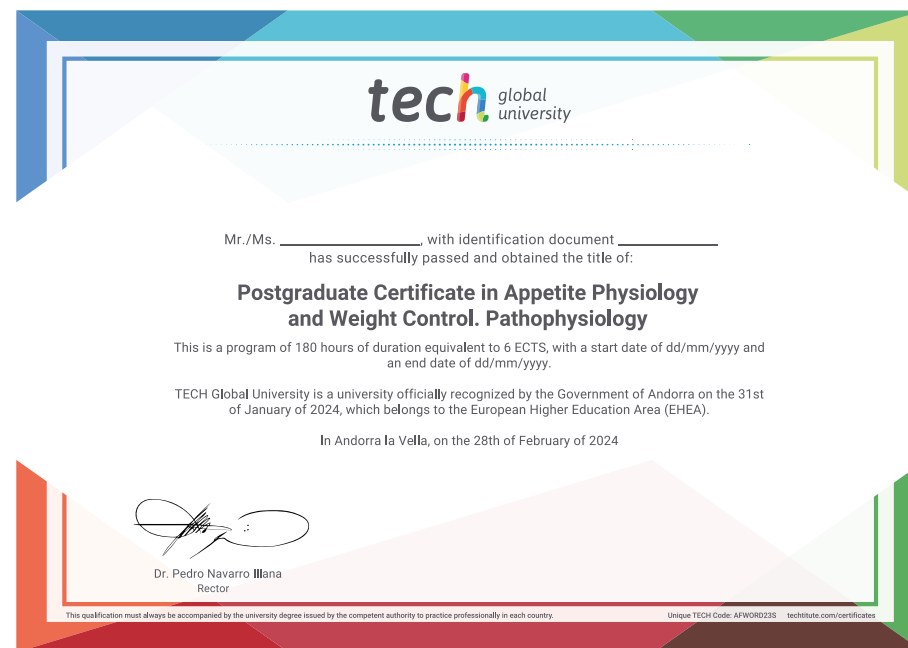 tech global university
Mr./Ms. ____________, with identification document ____________
has successfully passed and obtained the title of:
Postgraduate Certificate in Appetite Physiology
and Weight Control. Pathophysiology
This is a program of 180 hours of duration equivalent to 6 ECTS, with a start date of dd/mm/yyyy and
an end date of dd/mm/yyyy.
TECH Global University is a university officially recognized by the Government of Andorra on the 31st
of January of 2024, which belongs to the European Higher Education Area (EHEA).
In Andorra la Vella, on the 28th of February of 2024
Dr. Pedro Navarro Illana
Rector
This qualification must always be accompanied by the university degree issued by the competent authority to practice professionally in each country.
Unique TECH Code: AFWORD23S techtitute.com/certificates